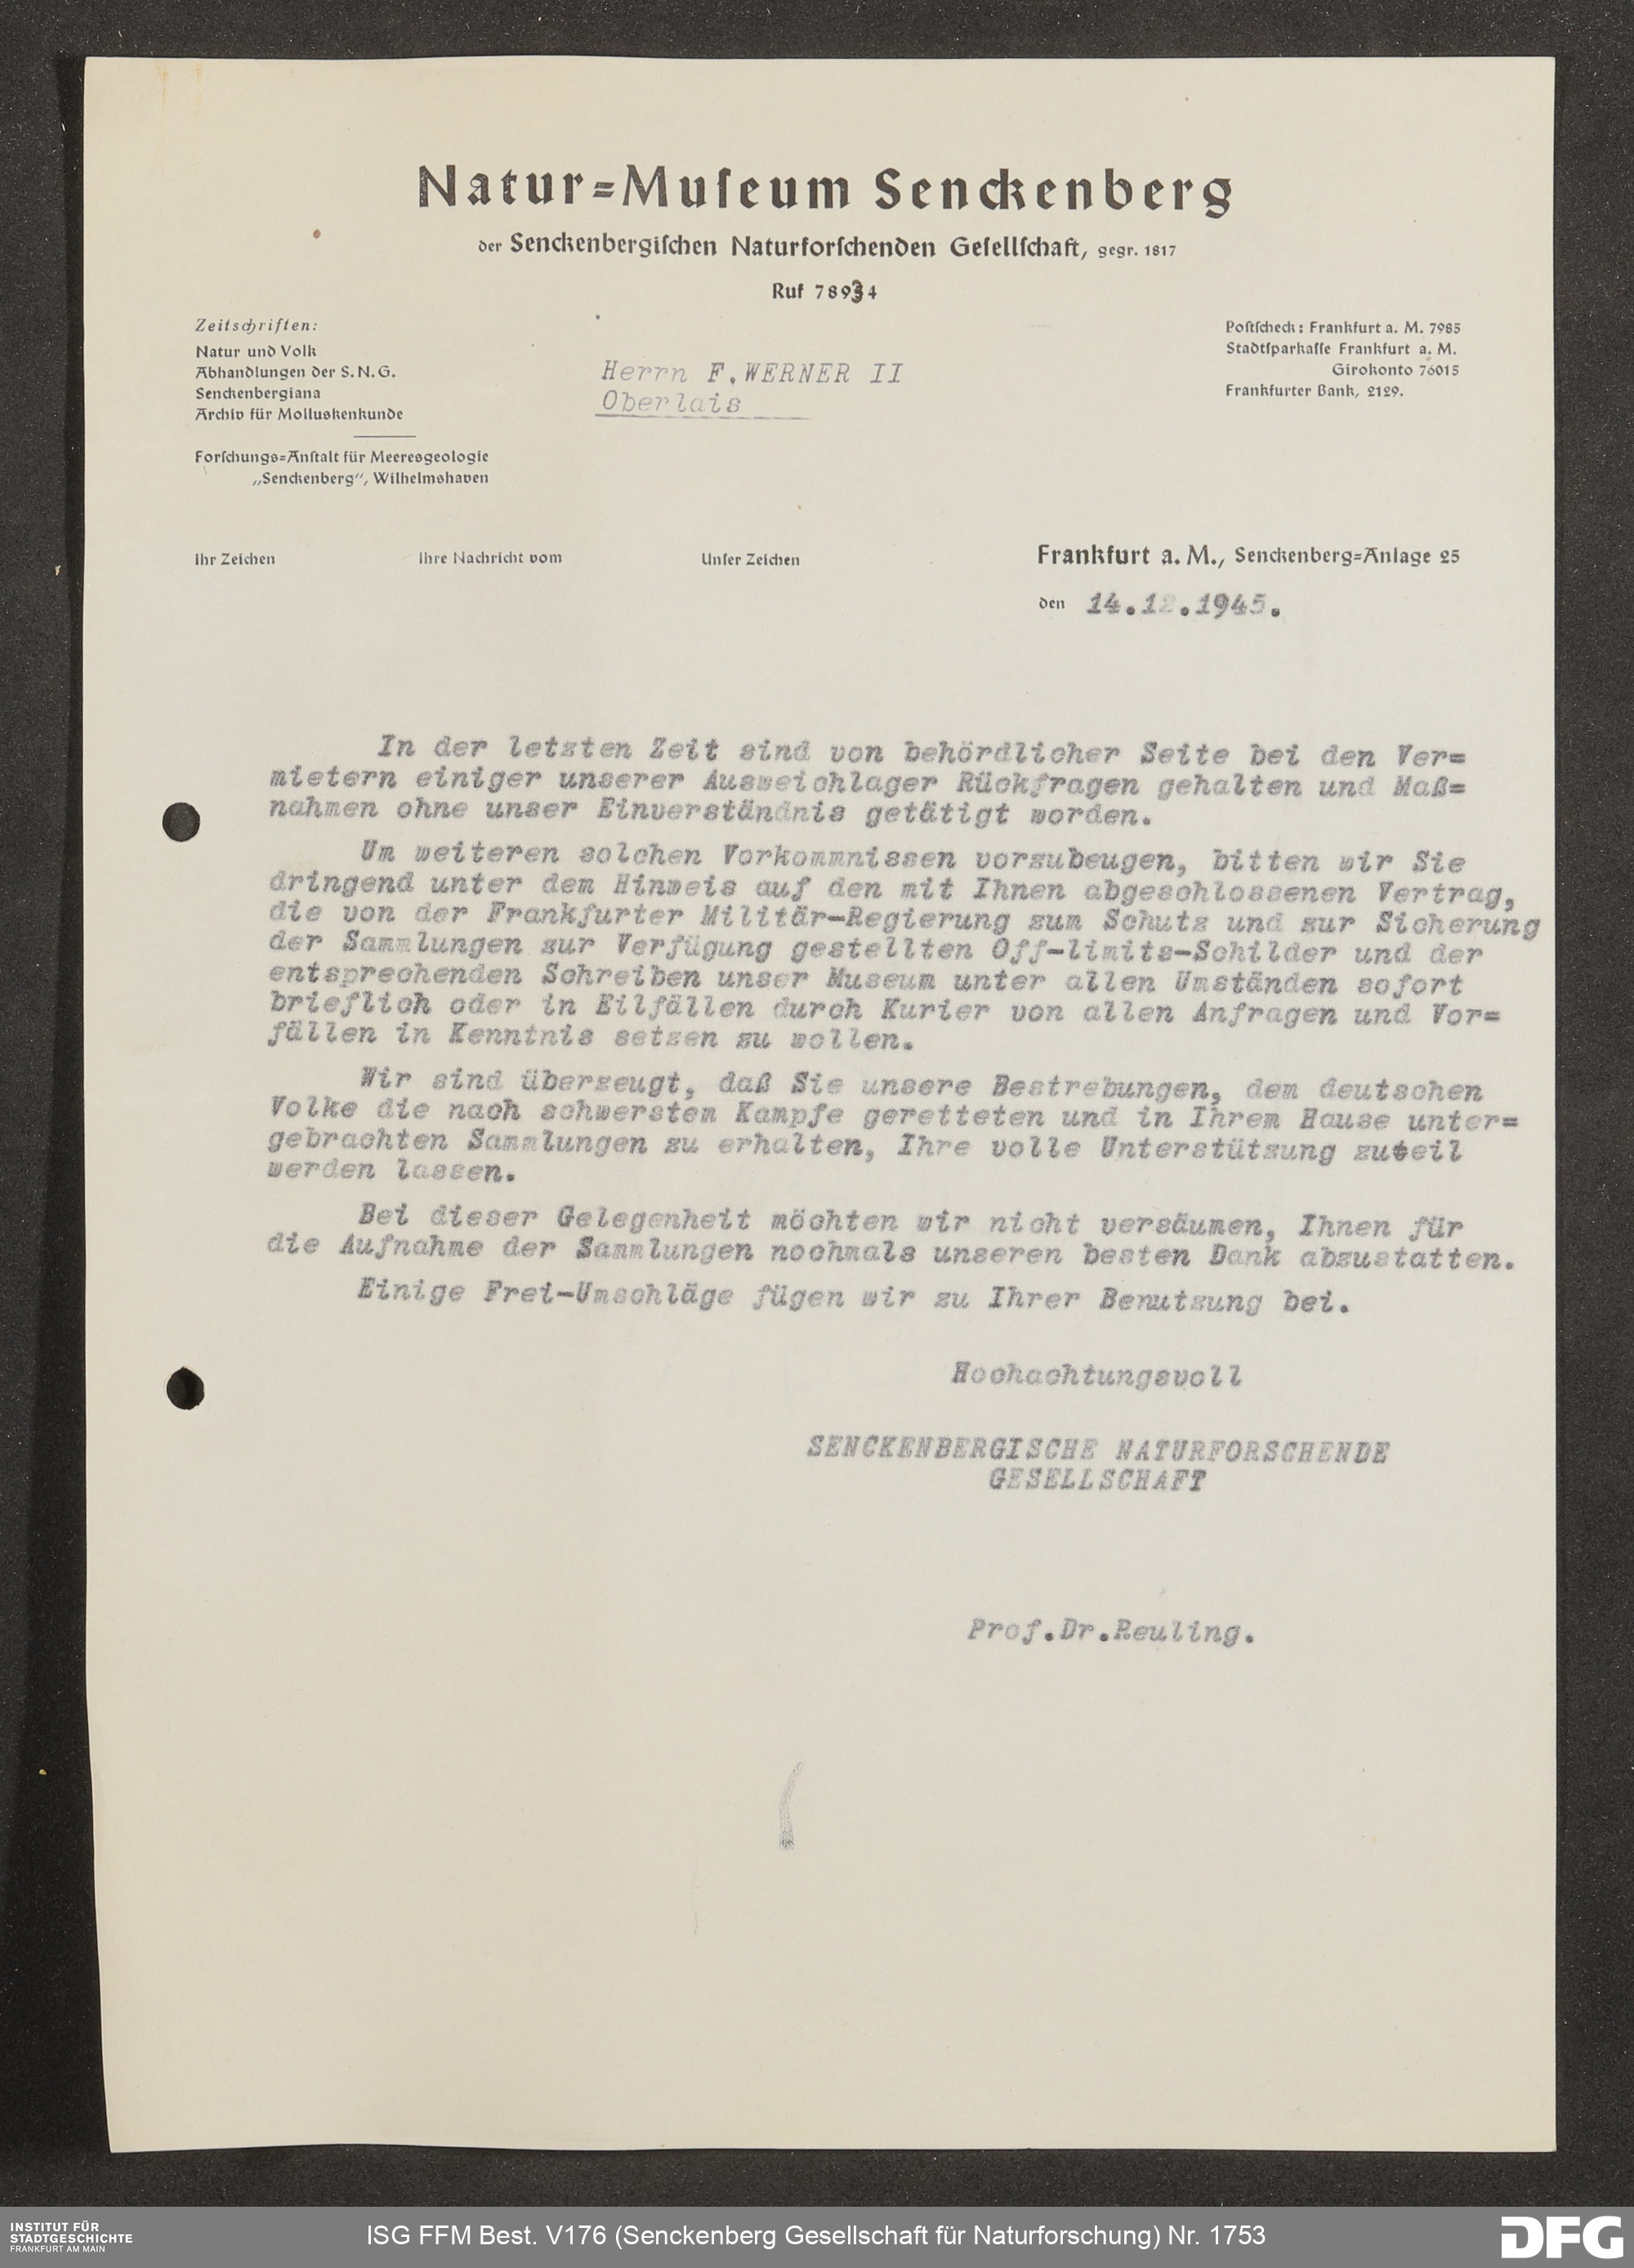 Natur=Muſeum Senckenberg
der Senckenbergiſchen Naturforſchenden Geſellſchaft, gegr. 1817
Ruf 78934
Zeitschriften:
Natur und Volk
Abhandlungen der S.N.G.
Senckenbergiana
Archiv für Molluskenkunde
Forſchungs=Anſtalt für Meeresgeologie
„Senckenberg“, Wilhelmshaven
Herrn F.WERNER II
Oberlais
Poſtſcheck: Frankfurt a. M. 7985
Stadtſparkaſſe Frankfurt a. M.
Girokonto 76015
Frankfurter Bank, 2129.
Ihr Zeichen Ihre Nachricht vom Unſer Zeichen Frankfurt a. M., Senckenberg=Anlage 25
den 14.12.1945.
In der letzten Zeit sind von behördlicher Seite bei den Ver=
mietern einiger unserer Ausweichlager Rückfragen gehalten und Maß=
nahmen ohne unser Einverständnis getätigt worden.
Um weiteren solchen Vorkommnissen vorzubeugen, bitten wir Sie
dringend unter dem Hinweis auf den mit Ihnen abgeschlossenen Vertrag,
die von der Frankfurter Militär-Regierung zum Schutz und zur Sicherung
der Sammlungen zur Verfügung gestellten Off-limits-Schilder und der
entsprechenden Schreiben unser Museum unter allen Umständen sofort
brieflich oder in Eilfällen durch Kurier von allen Anfragen und Vor=
fällen in Kenntnis setzen zu wollen.
Wir sind überzeugt, daß Sie unsere Bestrebungen, dem deutschen
Volke die nach schwerstem Kampfe geretteten und in Ihrem Hause unter=
gebrachten Sammlungen zu erhalten, Ihre volle Unterstützung zuteil
werden lassen.
Bei dieser Gelegenheit möchten wir nicht versäumen, Ihnen für
die Aufnahme der Sammlungen nochmals unseren besten Dank abzustatten.
Einige Frei-Umschläge fügen wir zu Ihrer Benutzung bei.
Hochachtungsvoll
SENCKENBERGISCHE NATURFORSCHENDE
GESELLSCHAFT
Prof.Dr.Reuling.
INSTITUT FÜR
STADTGESCHICHTE
FRANKFURT AM MAIN
ISG FFM Best. V176 (Senckenberg Gesellschaft für Naturforschung) Nr. 1753
DFG